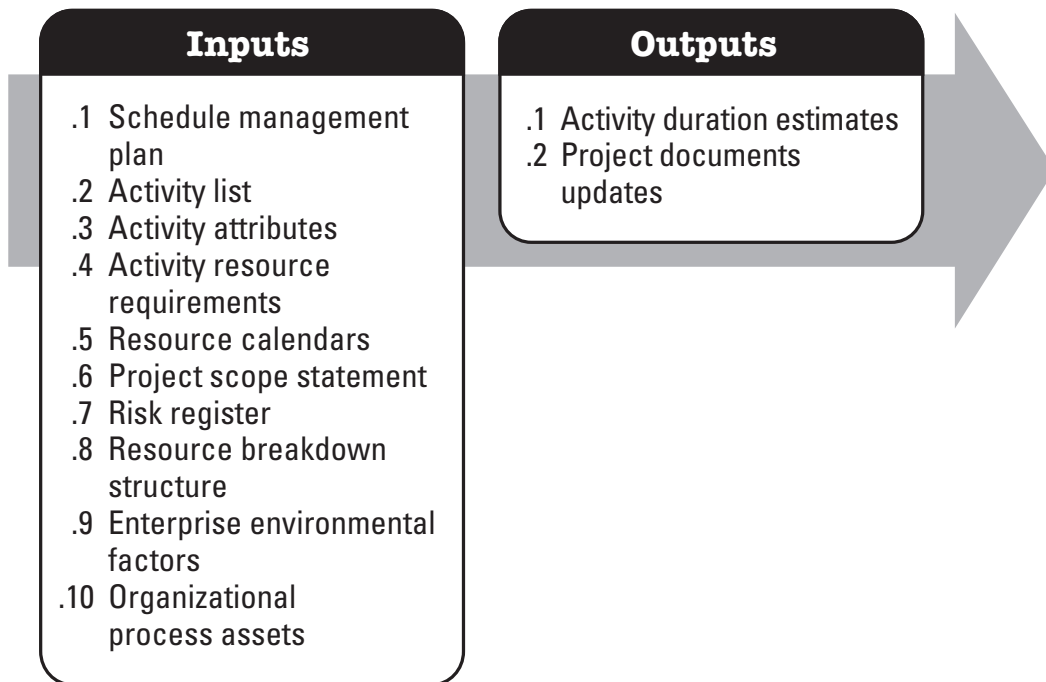 Inputs
.1 Schedule management
plan
.2 Activity list
.3 Activity attributes
.4 Activity resource
requirements
.5 Resource calendars
.6 Project scope statement
.7 Risk register
.8 Resource breakdown
structure
.9 Enterprise environmental
factors
.10 Organizational
process assets
Outputs
.1 Activity duration estimates
.2 Project documents
updates